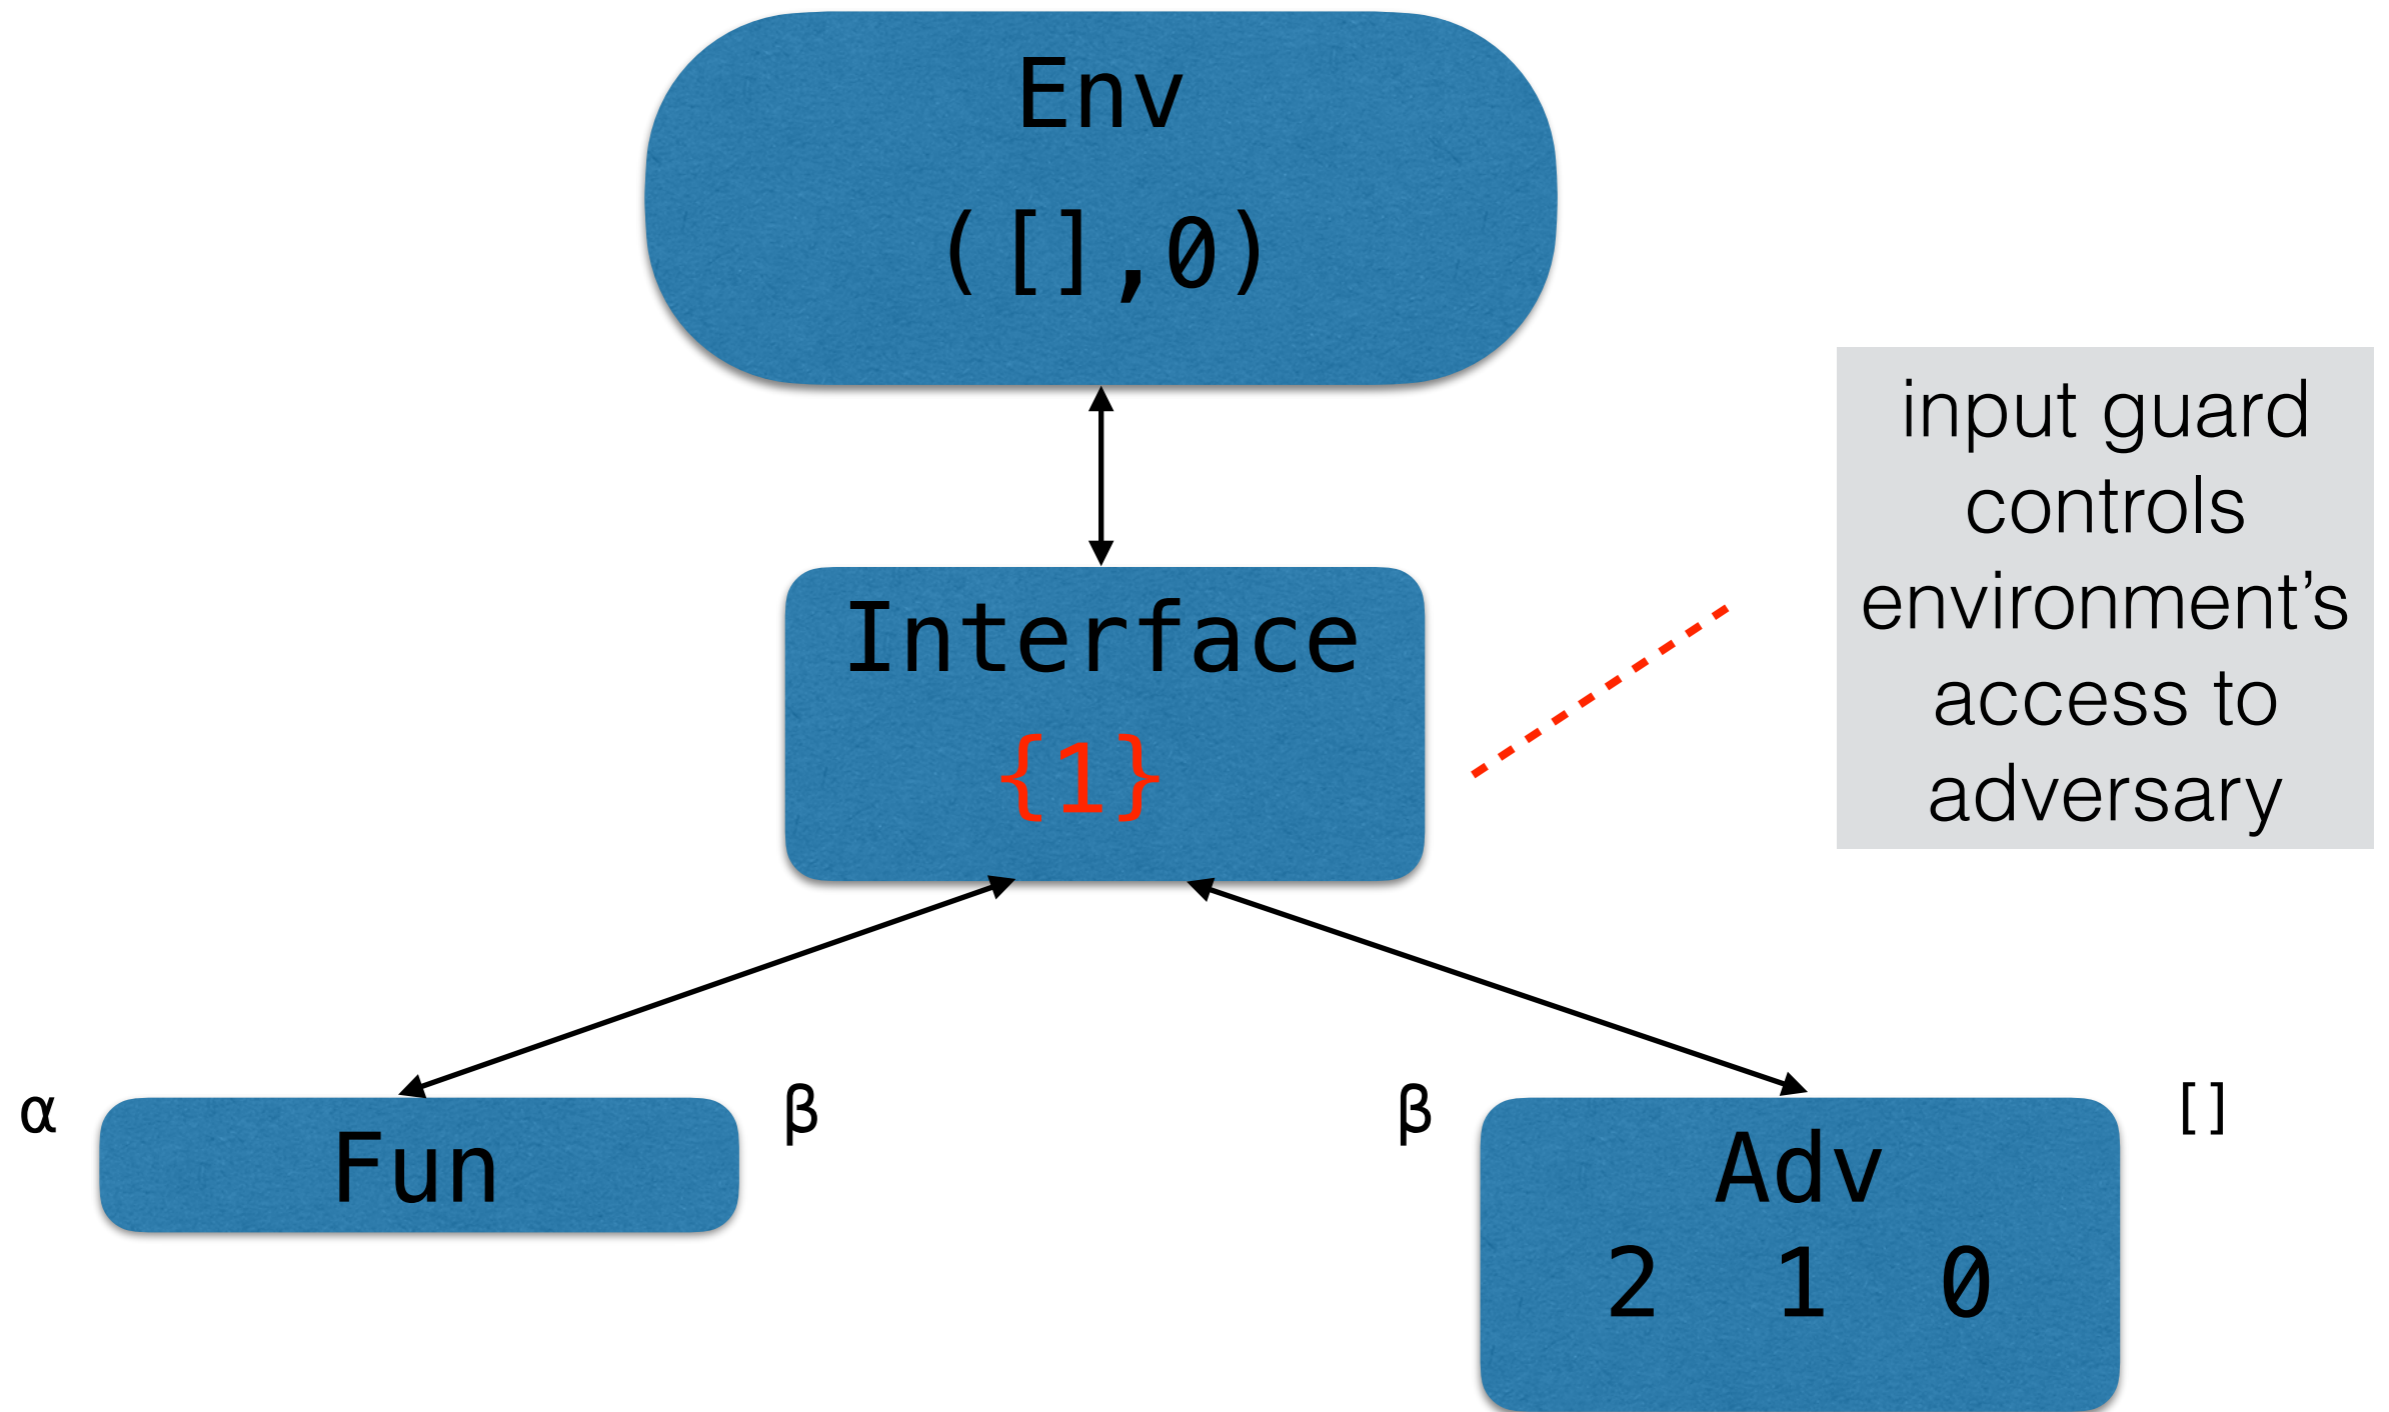 Env
([],0)
input guard
controls
environment’s
access to
adversary
Interface
{1}
α
Fun
β
β
Adv
[]
2 1 0